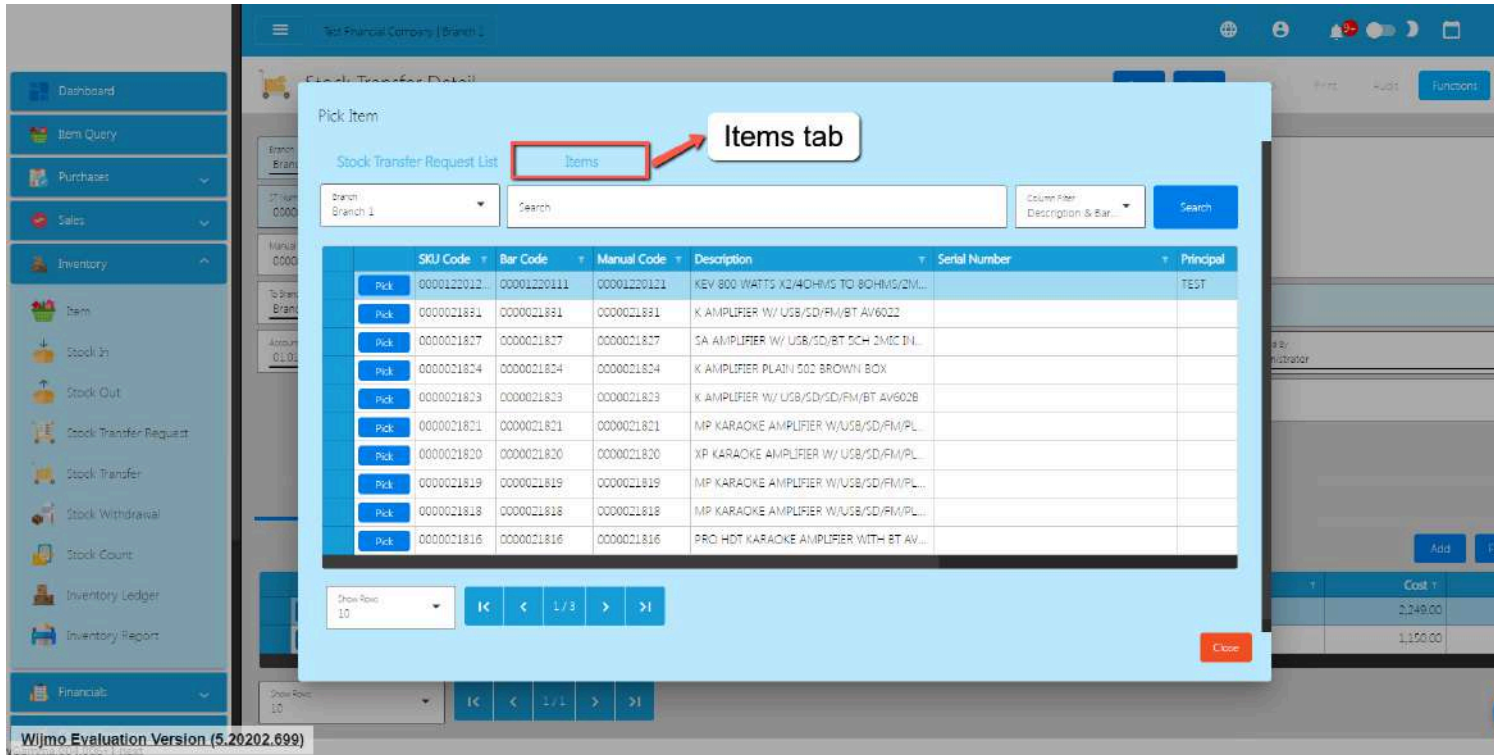 Test Financial Company | Branch 1
Dashboard
Item Query
Purchases
Sales
Inventory
Item
Stock In
Stock Out
Stock Transfer Request
Stock Transfer
Stock Withdrawal
Stock Count
Inventory Ledger
Inventory Report
Financials
Wijmo Evaluation Version (5.20202.699)
Stock Transfer Detail
Print
Audit
Functions
Pick Item
Items tab
Stock Transfer Request List Items
Branch
Branch 1
Search
Column Filter
Description & Bar...
Search
SKU Code Bar Code Manual Code Description Serial Number Principal
Pick 0000122012... 00001220111 00001220121 KEV 800 WATTS X2/4OHMS TO 8OHMS/2M... TEST
Pick 0000021831 0000021831 0000021831 K AMPLIFIER W/ USB/SD/FM/BT AV6022
Pick 0000021827 0000021827 0000021827 SA AMPLIFIER W/ USB/SD/BT 5CH 2MIC IN...
Pick 0000021824 0000021824 0000021824 K AMPLIFIER PLAIN 502 BROWN BOX
Pick 0000021823 0000021823 0000021823 K AMPLIFIER W/ USB/SD/SD/FM/BT AV602B
Pick 0000021821 0000021821 0000021821 MP KARAOKE AMPLIFIER W/USB/SD/FM/PL...
Pick 0000021820 0000021820 0000021820 XP KARAOKE AMPLIFIER W/ USB/SD/FM/PL...
Pick 0000021819 0000021819 0000021819 MP KARAOKE AMPLIFIER W/USB/SD/FM/PL...
Pick 0000021818 0000021818 0000021818 MP KARAOKE AMPLIFIER W/USB/SD/FM/PL...
Pick 0000021816 0000021816 0000021816 PRO HDT KARAOKE AMPLIFIER WITH BT AV...
Show Rows
10
1/3
Close
Add
Cost
2,249.00
1,150.00
Show Rows
10
1/1